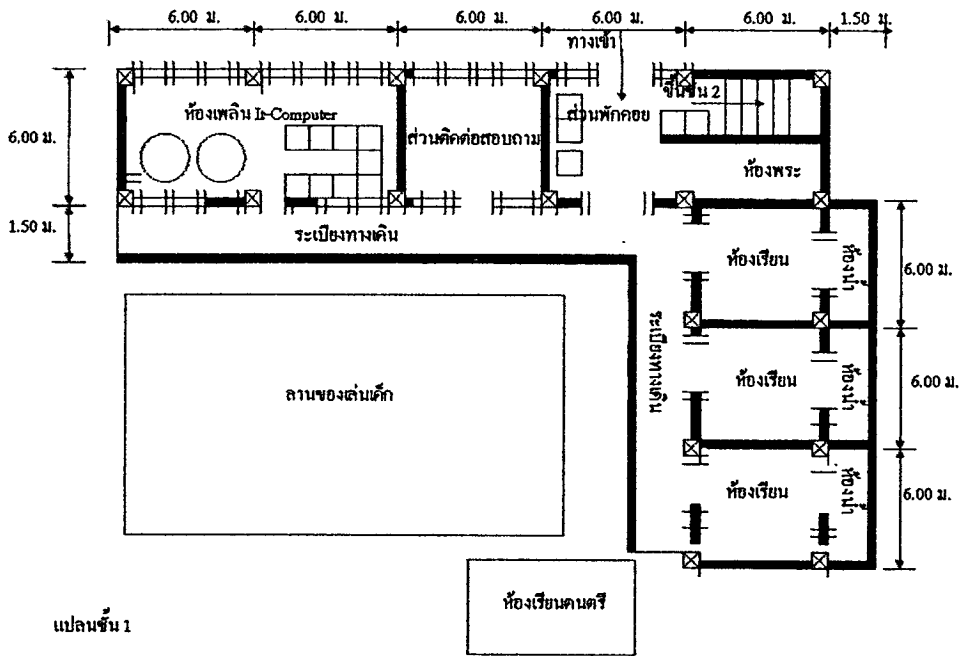 6.00 ม. 6.00 ม. 6.00 ม. 6.00 ม. 6.00 ม. 1.50 ม.
ทางเข้า
6.00 ม.
ห้องเพลิน It-Computer
ส่วนติดต่อสอบถาม
ส่วนพักคอย
ขึ้นชั้น 2
ห้องพระ
1.50 ม.
ระเบียงทางเดิน
ห้องเรียน
ห้องน้ำ
6.00 ม.
ระเบียงทางเดิน
ห้องเรียน
ห้องน้ำ
6.00 ม.
ลานของเล่นเด็ก
ห้องเรียน
ห้องน้ำ
6.00 ม.
ห้องเรียนดนตรี
แปลนชั้น 1